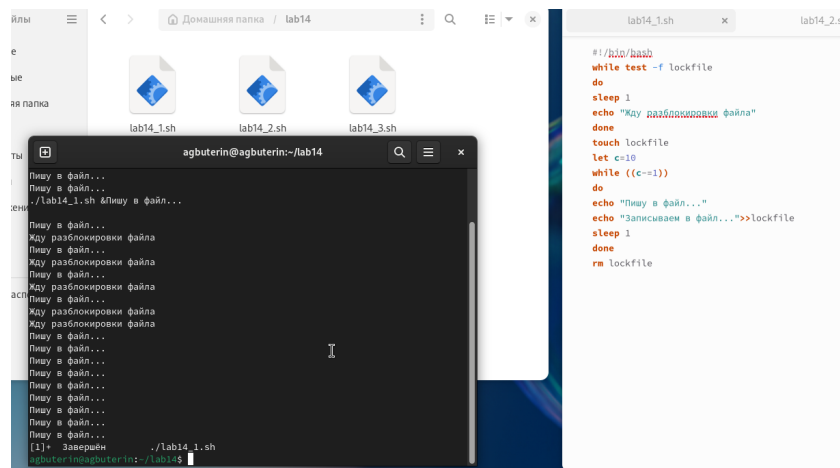 йлы
Домашняя папка / lab14
е
ые
яя папка
ты
lab14_1.sh
lab14_2.sh
lab14_3.sh
agbuterin@agbuterin:~/lab14
Пишу в файл...
Пишу в файл...
./lab14_1.sh &Пишу в файл...
Пишу в файл...
Жду разблокировки файла
Пишу в файл...
Жду разблокировки файла
Пишу в файл...
Жду разблокировки файла
Пишу в файл...
Жду разблокировки файла
Жду разблокировки файла
Пишу в файл...
Пишу в файл...
Пишу в файл...
Пишу в файл...
Пишу в файл...
Пишу в файл...
Пишу в файл...
Пишу в файл...
Пишу в файл...
[1]+ Завершён ./lab14_1.sh
agbuterin@agbuterin:~/lab14$
lab14_1.sh
lab14_2.s
#!/bin/bash
while test -f lockfile
do
sleep 1
echo "Жду разблокировки файла"
done
touch lockfile
let c=10
while ((c-=1))
do
echo "Пишу в файл..."
echo "Записываем в файл...">>lockfile
sleep 1
done
rm lockfile